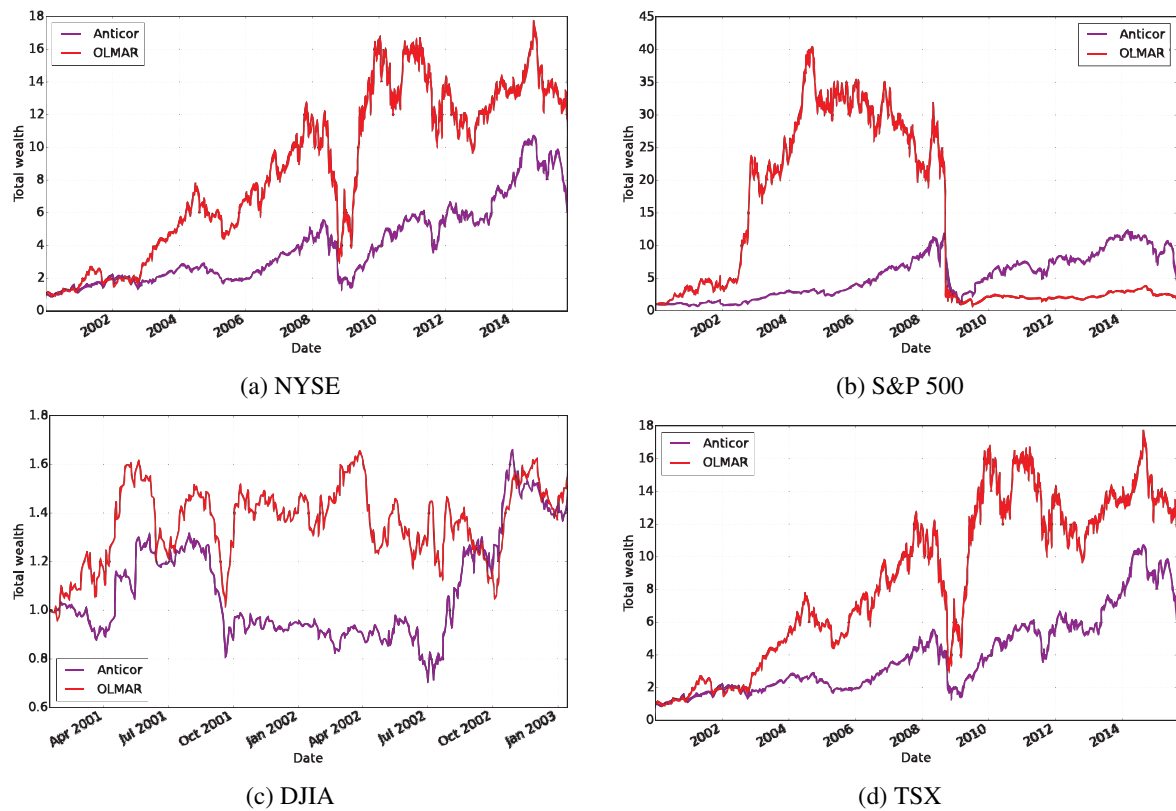 18
16
14
12
10
8
6
4
2
0
Total wealth
Anticor
OLMAR
2002
2004
2006
2008
2010
2012
2014
Date
(a) NYSE
45
40
35
30
25
20
15
10
5
0
Total wealth
Anticor
OLMAR
2002
2004
2006
2008
2010
2012
2014
Date
(b) S&P 500
1.8
1.6
1.4
1.2
1.0
0.8
0.6
Total wealth
Anticor
OLMAR
Apr 2001
Jul 2001
Oct 2001
Jan 2002
Apr 2002
Jul 2002
Oct 2002
Jan 2003
Date
(c) DJIA
18
16
14
12
10
8
6
4
2
0
Total wealth
Anticor
OLMAR
2002
2004
2006
2008
2010
2012
2014
Date
(d) TSX